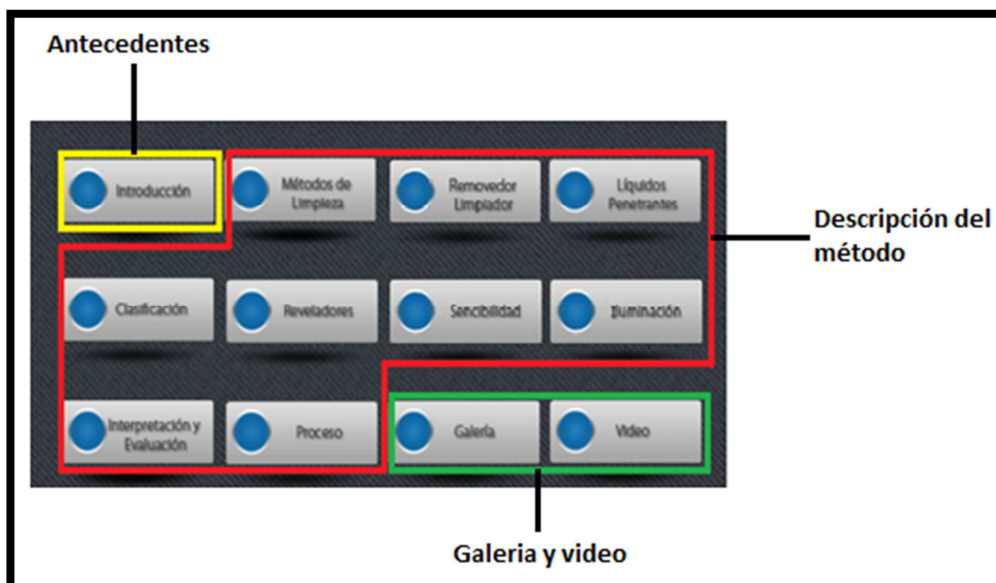 Antecedentes
Introducción
Métodos de
Limpieza
Removedor
Limpiador
Líquidos
Penetrantes
Descripción del
método
Clasificación
Reveladores
Sencibilidad
Iluminación
Interpretación y
Evaluación
Proceso
Galería
Video
Galeria y video